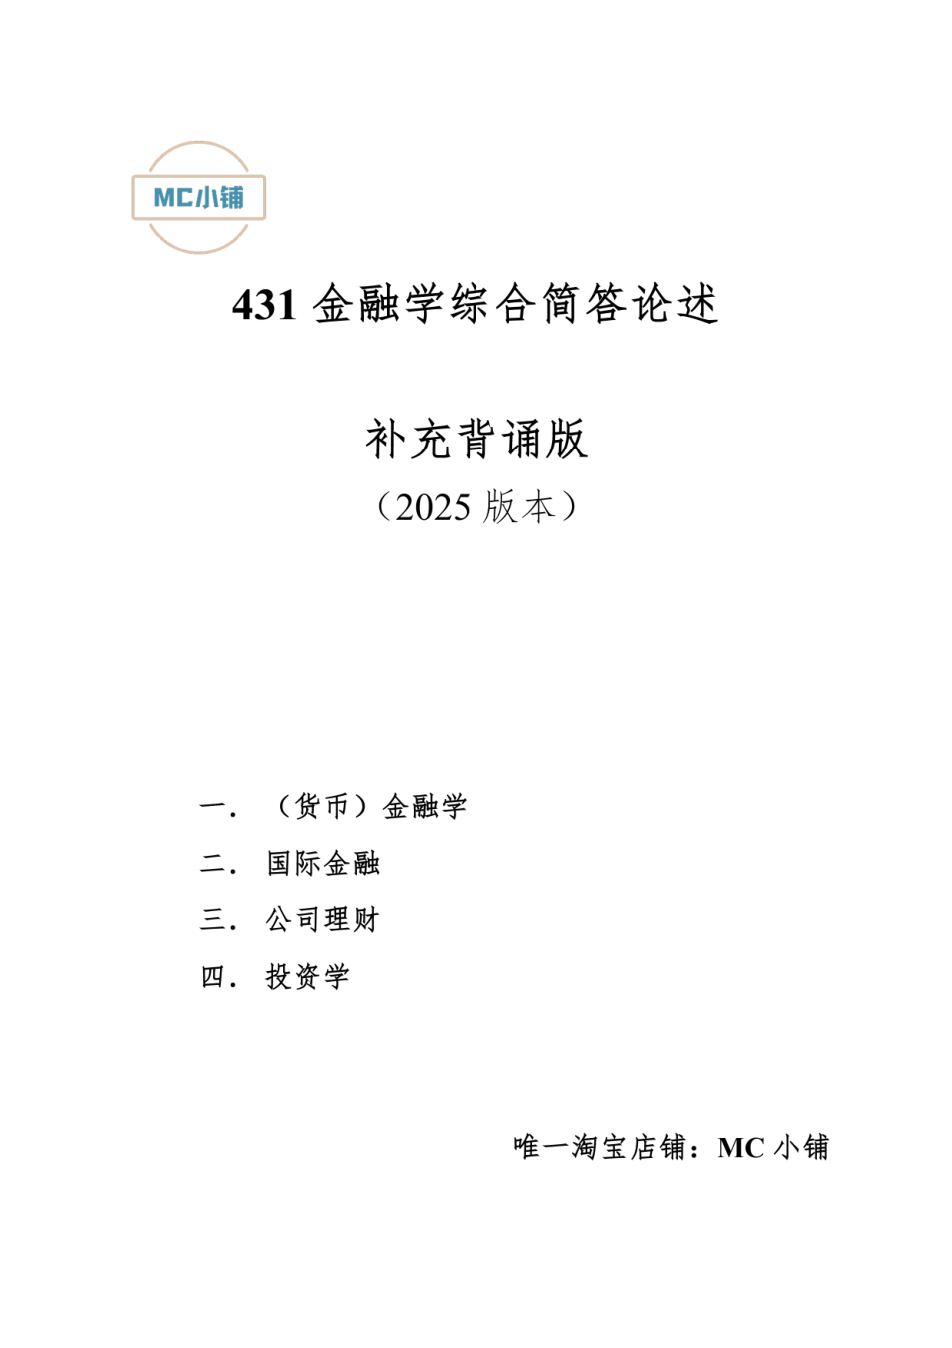 MC小铺
431 金融学综合简答论述
补充背诵版
（2025 版本）
一． （货币）金融学
二． 国际金融
三． 公司理财
四． 投资学
唯一淘宝店铺：MC 小铺